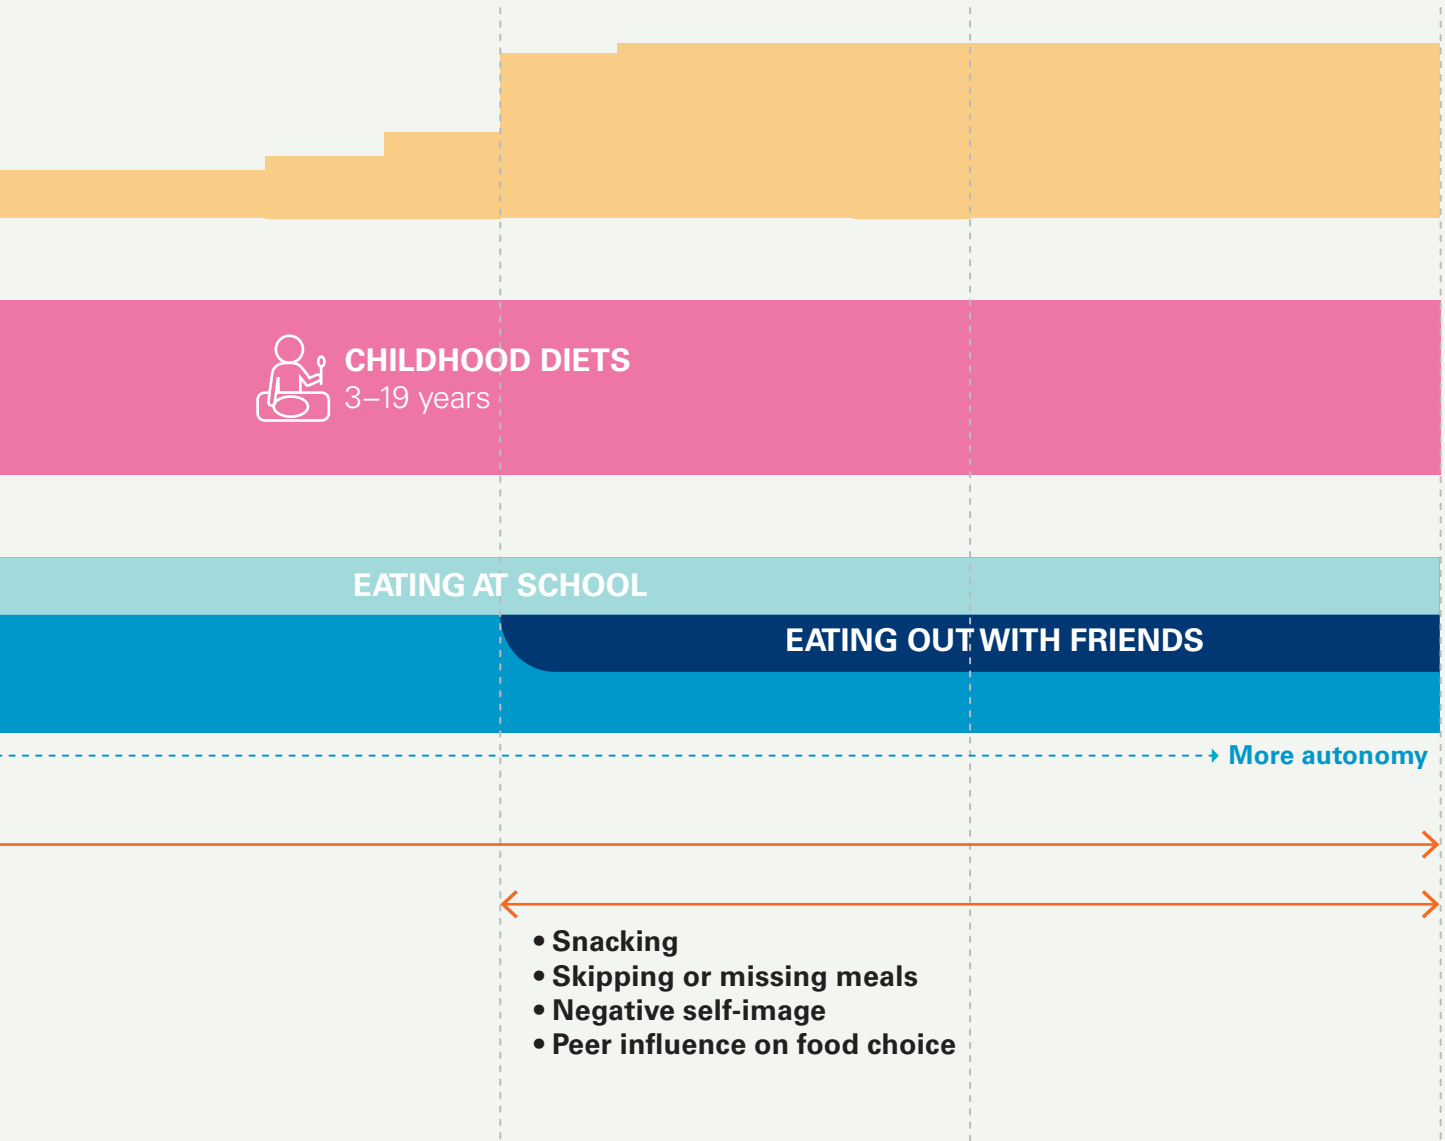 CHILDHOOD DIETS
3–19 years
EATING AT SCHOOL
EATING OUT WITH FRIENDS
More autonomy
• Snacking
• Skipping or missing meals
• Negative self-image
• Peer influence on food choice